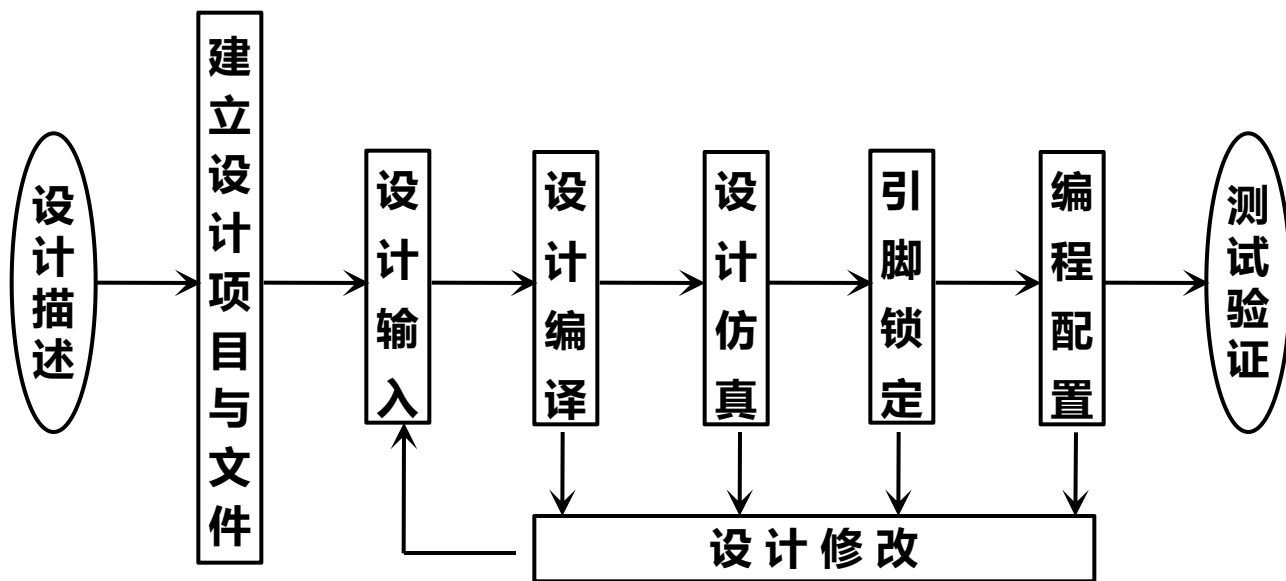 设计描述
建立设计项目与文件
设计输入
设计编译
设计仿真
引脚锁定
编程配置
测试验证
设计修改